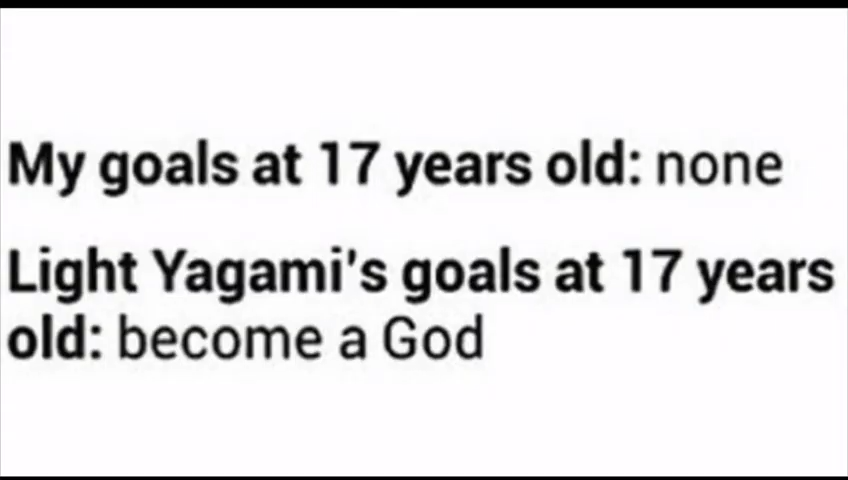 My goals at 17 years old: none
Light Yagami's goals at 17 years
old: become a God